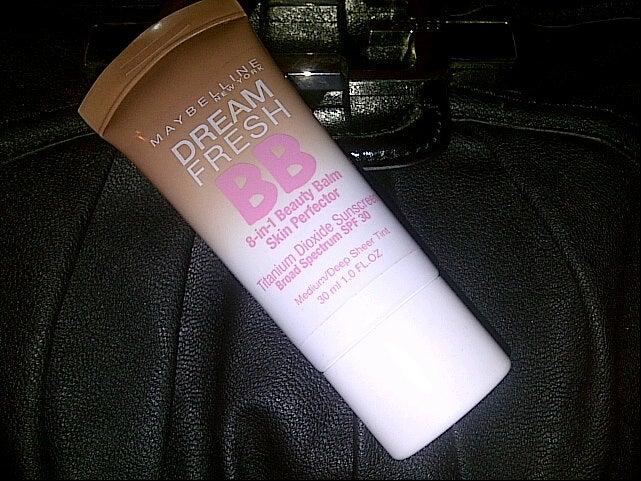 MAYBELLINE
NEW YORK
DREAM
FRESH
BB
8-in-1 Beauty Balm
Skin Perfector
Titanium Dioxide Sunscreen
Broad Spectrum SPF 30
Medium/Deep Sheer Tint
30 ml 1.0 FL.OZ